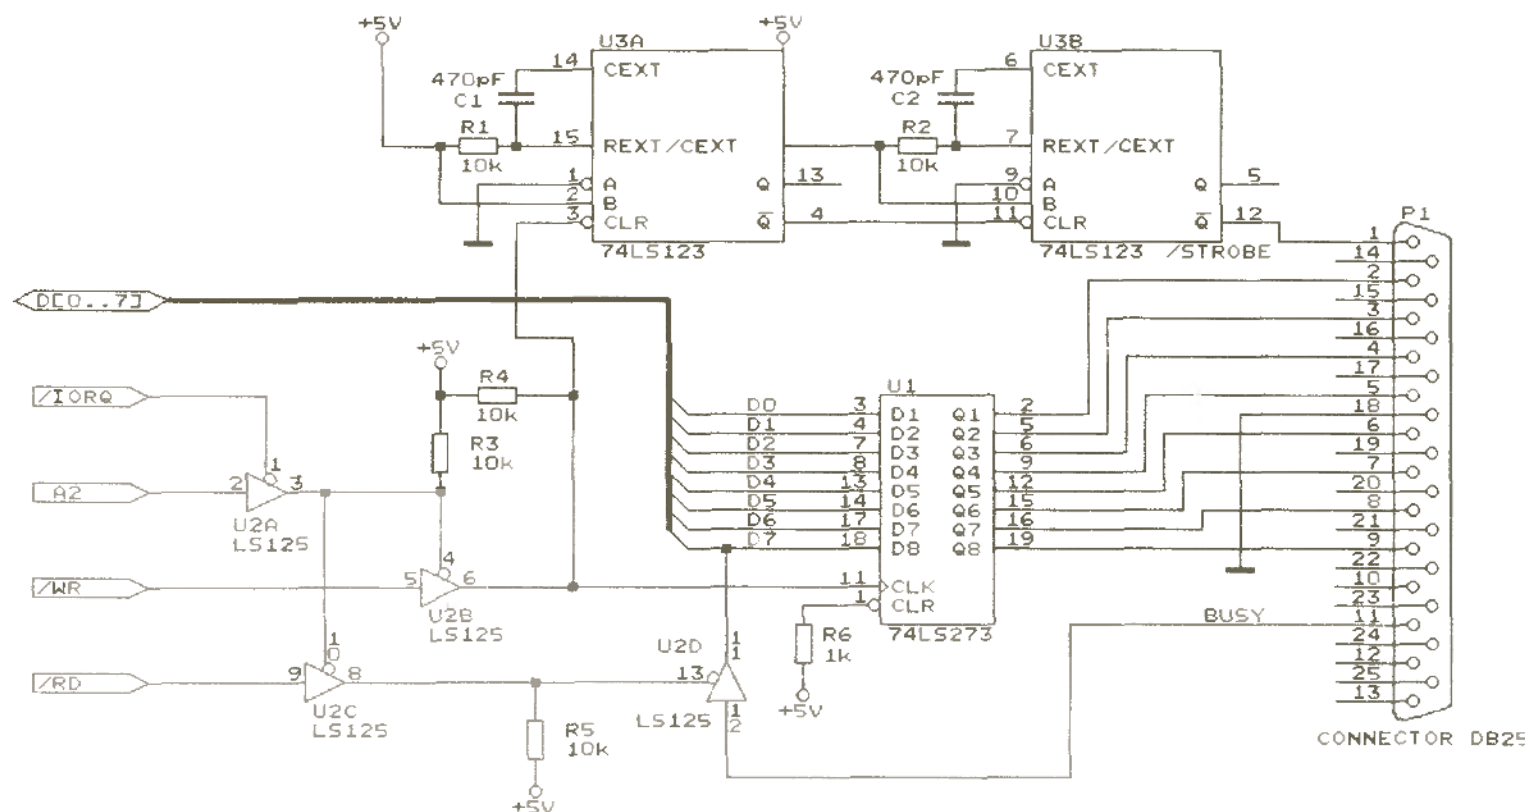 +5V
+5V
U3A
U3B
470pF
C1
14
CEXT
470pF
C2
6
CEXT
R1
10k
15
REXT/CEXT
R2
10k
7
REXT/CEXT
1
A
Q
13
2
B
3
CLR
Q
4
74LS123
9
A
Q
5
10
B
11
CLR
Q
12
74LS123
/STROBE
P1
1
14
2
15
3
16
4
17
5
18
6
19
7
20
8
21
9
22
10
23
11
24
12
25
13
CONNECTOR DB25
D[0..7]
+5V
R4
10k
R3
10k
/IORQ
1
A2
2
3
U2A
LS125
/WR
4
5
6
U2B
LS125
/RD
10
9
8
U2C
LS125
R5
10k
+5V
U1
D0 3 D1 Q1 2
D1 4 D2 Q2 5
D2 7 D3 Q3 6
D3 8 D4 Q4 9
D4 13 D5 Q5 12
D5 14 D6 Q6 15
D6 17 D7 Q7 16
D7 18 D8 Q8 19
11 CLK
1 CLR
74LS273
R6
1k
+5V
U2D
11
13
LS125
12
BUSY